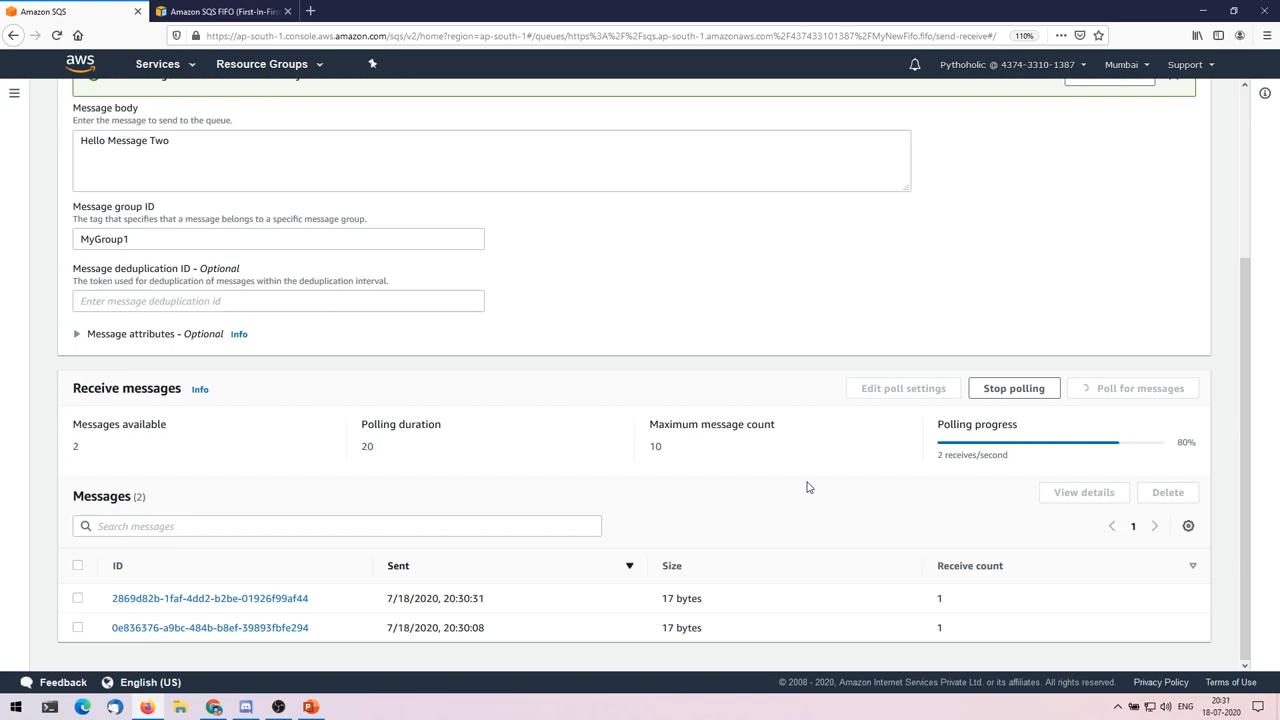 Amazon SQS
Amazon SQS FIFO (First-In-First
https://ap-south-1.console.aws.amazon.com/sqs/v2/home?region=ap-south-1#/queues/https%3A%2F%2Fsqs.ap-south-1.amazonaws.com%2F437433101387%2FMyNewFifo.fifo/send-receive#/
110%
aws
Services
Resource Groups
Pythoholic @ 4374-3310-1387
Mumbai
Support
Message body
Enter the message to send to the queue.
Hello Message Two
Message group ID
The tag that specifies that a message belongs to a specific message group.
MyGroup1
Message deduplication ID - Optional
The token used for deduplication of messages within the deduplication interval.
Enter message deduplication id
Message attributes - Optional Info
Receive messages Info
Edit poll settings
Stop polling
Poll for messages
Messages available
2
Polling duration
20
Maximum message count
10
Polling progress
80%
2 receives/second
Messages (2)
View details
Delete
Search messages
1
ID Sent Size Receive count
2869d82b-1faf-4dd2-b2be-01926f99af44 7/18/2020, 20:30:31 17 bytes 1
0e836376-a9bc-484b-b8ef-39893fbfe294 7/18/2020, 20:30:08 17 bytes 1
Feedback
English (US)
© 2008 - 2020, Amazon Internet Services Private Ltd. or its affiliates. All rights reserved.
Privacy Policy
Terms of Use
ENG
20:31
18-07-2020